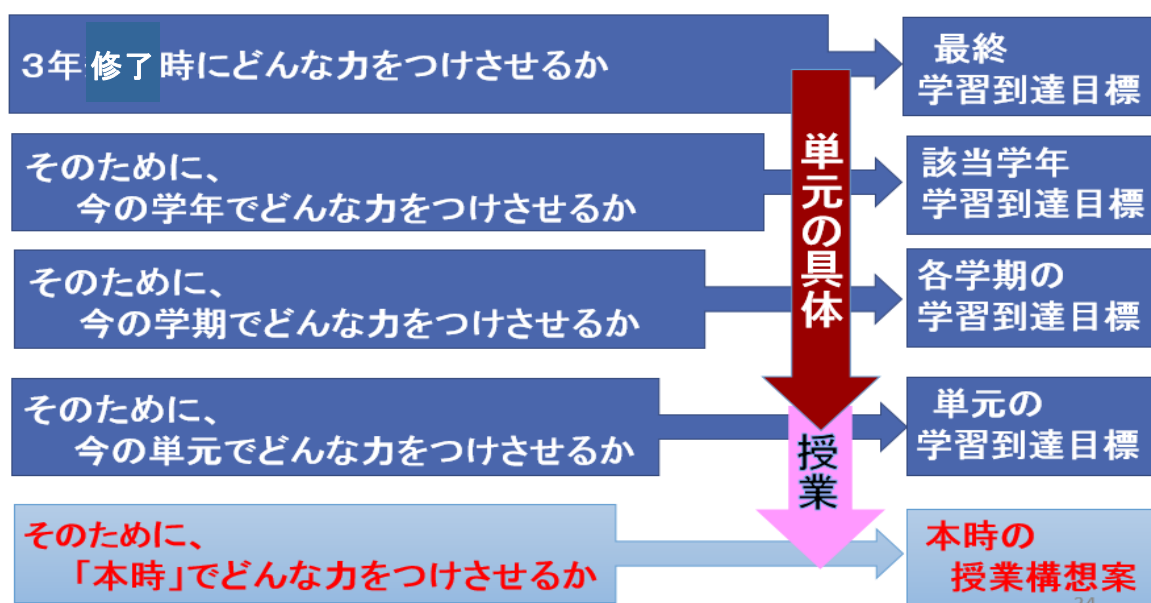 3年修了時にどんな力をつけさせるか
最終
学習到達目標
そのために、
今の学年でどんな力をつけさせるか
該当学年
学習到達目標
そのために、
今の学期でどんな力をつけさせるか
各学期の
学習到達目標
そのために、
今の単元でどんな力をつけさせるか
単元の
学習到達目標
そのために、
「本時」でどんな力をつけさせるか
本時の
授業構想案
単元の具体
授業